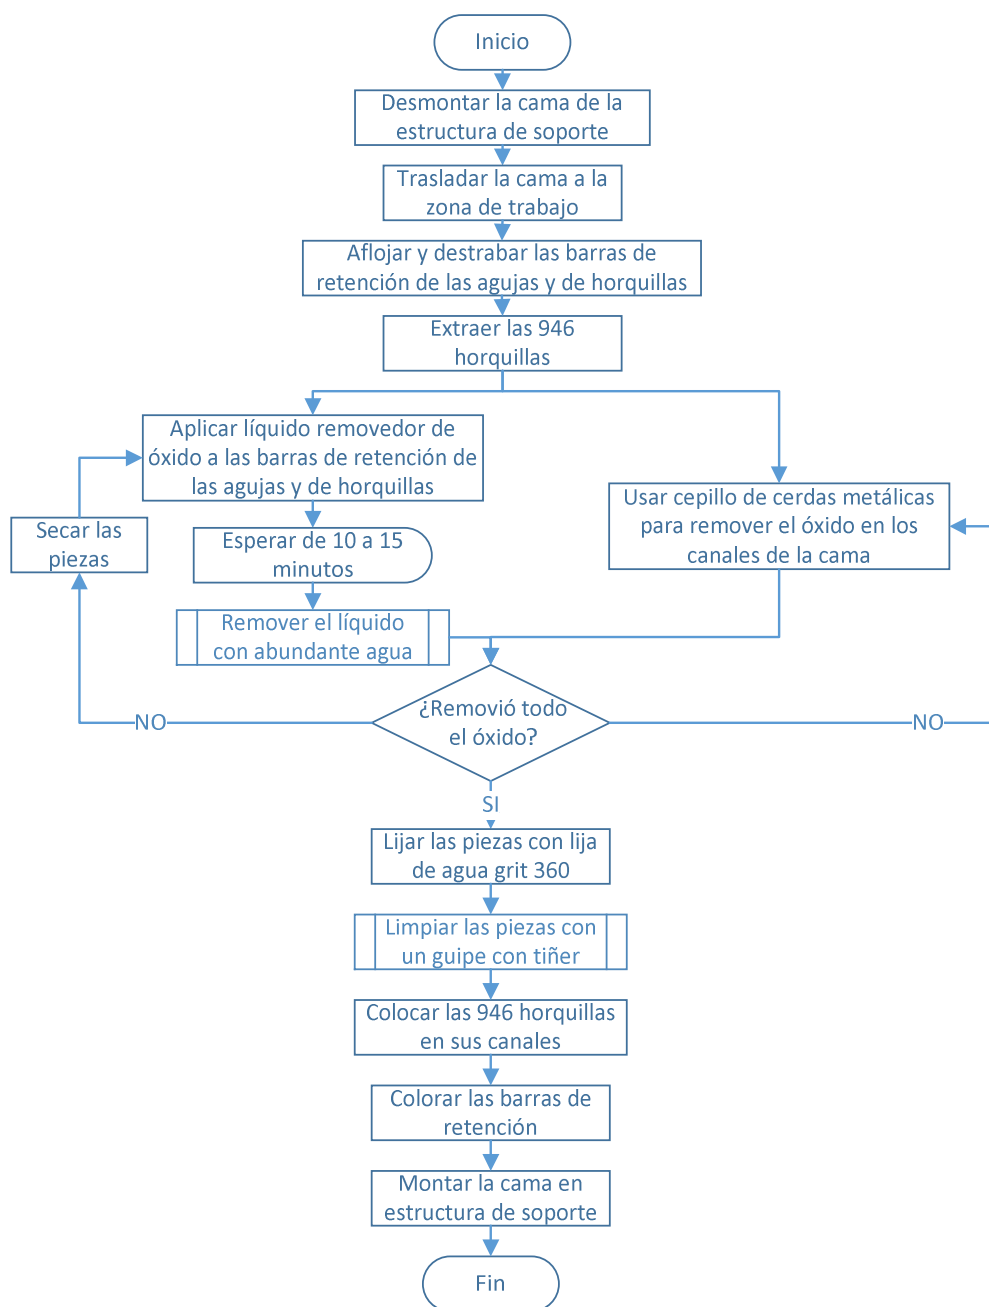 Inicio
Desmontar la cama de la
estructura de soporte
Trasladar la cama a la
zona de trabajo
Aflojar y destrabar las barras de
retención de las agujas y de horquillas
Extraer las 946
horquillas
Aplicar líquido removedor de
óxido a las barras de retención de
las agujas y de horquillas
Usar cepillo de cerdas metálicas
para remover el óxido en los
canales de la cama
Secar las
piezas
Esperar de 10 a 15
minutos
Remover el líquido
con abundante agua
¿Removió todo
el óxido?
NO
NO
SI
Lijar las piezas con lija
de agua grit 360
Limpiar las piezas con
un guipe con tiñer
Colocar las 946 horquillas
en sus canales
Colorar las barras de
retención
Montar la cama en
estructura de soporte
Fin